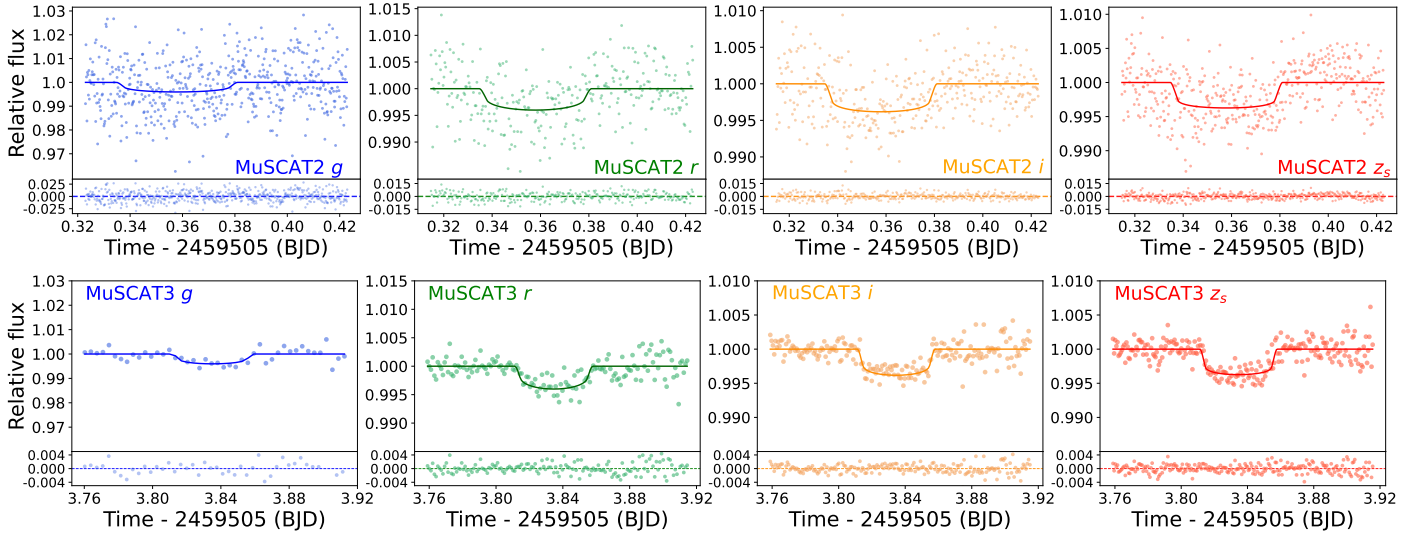 Relative flux
1.03
1.02
1.01
1.0
0.99
0.98
0.97
MuSCAT2 g
0.025
0.000
-0.025
0.32 0.34 0.36 0.38 0.40 0.42
Time - 2459505 (BJD)
1.015
1.010
1.005
1.000
0.995
0.990
MuSCAT2 r
0.015
0.000
-0.015
0.32 0.34 0.36 0.38 0.40 0.42
Time - 2459505 (BJD)
1.010
1.005
1.000
0.995
0.990
MuSCAT2 i
0.015
0.000
-0.015
0.32 0.34 0.36 0.38 0.40 0.42
Time - 2459505 (BJD)
1.010
1.005
1.000
0.995
0.990
MuSCAT2 zs
0.015
0.000
-0.015
0.32 0.34 0.36 0.38 0.40 0.42
Time - 2459505 (BJD)
Relative flux
1.03
1.02
1.01
1.00
0.99
0.98
0.97
MuSCAT3 g
0.004
0.000
-0.004
3.76 3.80 3.84 3.88 3.92
Time - 2459505 (BJD)
1.015
1.010
1.005
1.000
0.995
0.990
MuSCAT3 r
0.004
0.000
-0.004
3.76 3.80 3.84 3.88 3.92
Time - 2459505 (BJD)
1.010
1.005
1.000
0.995
0.990
MuSCAT3 i
0.004
0.000
-0.004
3.76 3.80 3.84 3.88 3.92
Time - 2459505 (BJD)
1.010
1.005
1.000
0.995
0.990
MuSCAT3 zs
0.004
0.000
-0.004
3.76 3.80 3.84 3.88 3.92
Time - 2459505 (BJD)